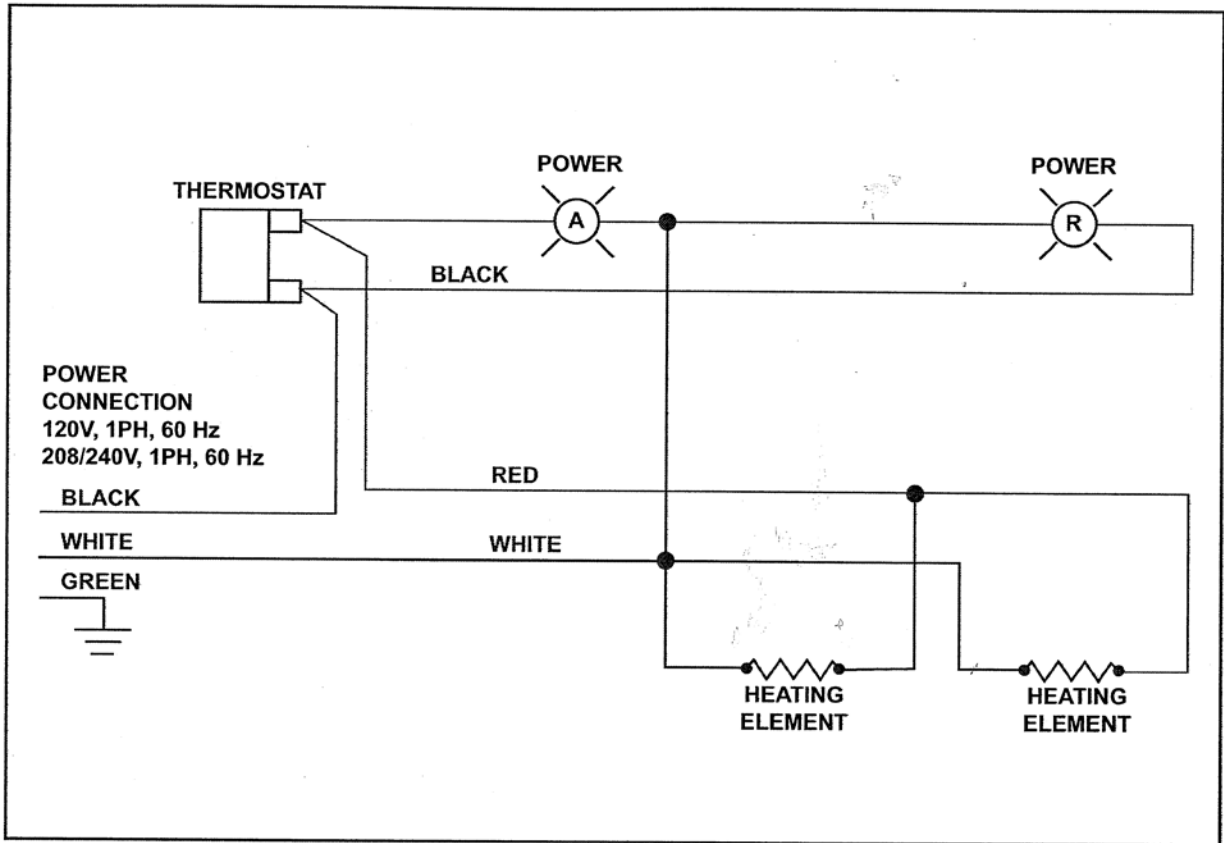 POWER
POWER
THERMOSTAT
A
R
BLACK
POWER
CONNECTION
120V, 1PH, 60 Hz
208/240V, 1PH, 60 Hz
RED
BLACK
WHITE
WHITE
GREEN
HEATING
ELEMENT
HEATING
ELEMENT